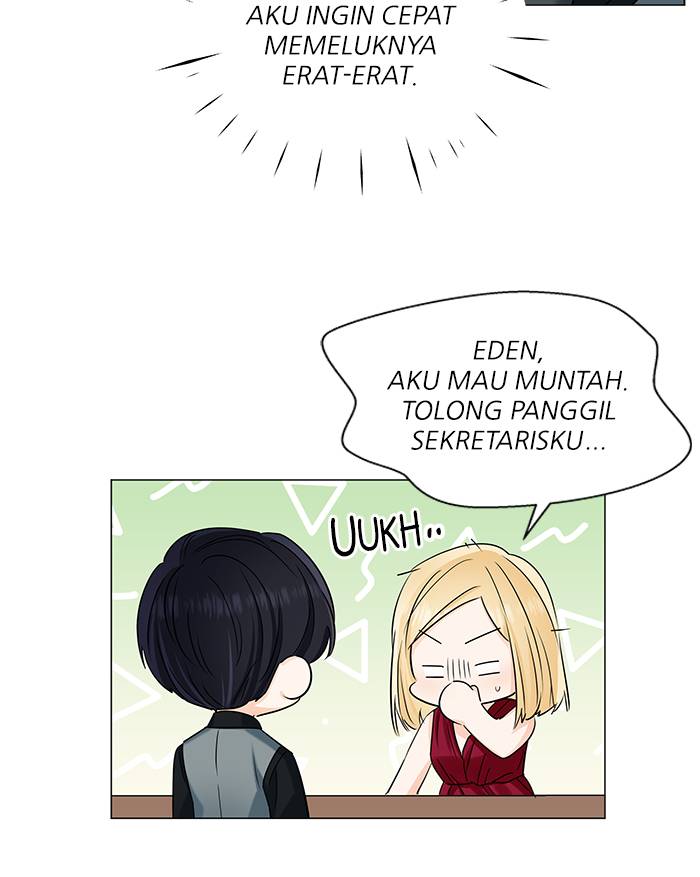 AKU INGIN CEPAT
MEMELUKNYA
ERAT-ERAT.
EDEN,
AKU MAU MUNTAH.
TOLONG PANGGIL
SEKRETARISKU...
UUKH..